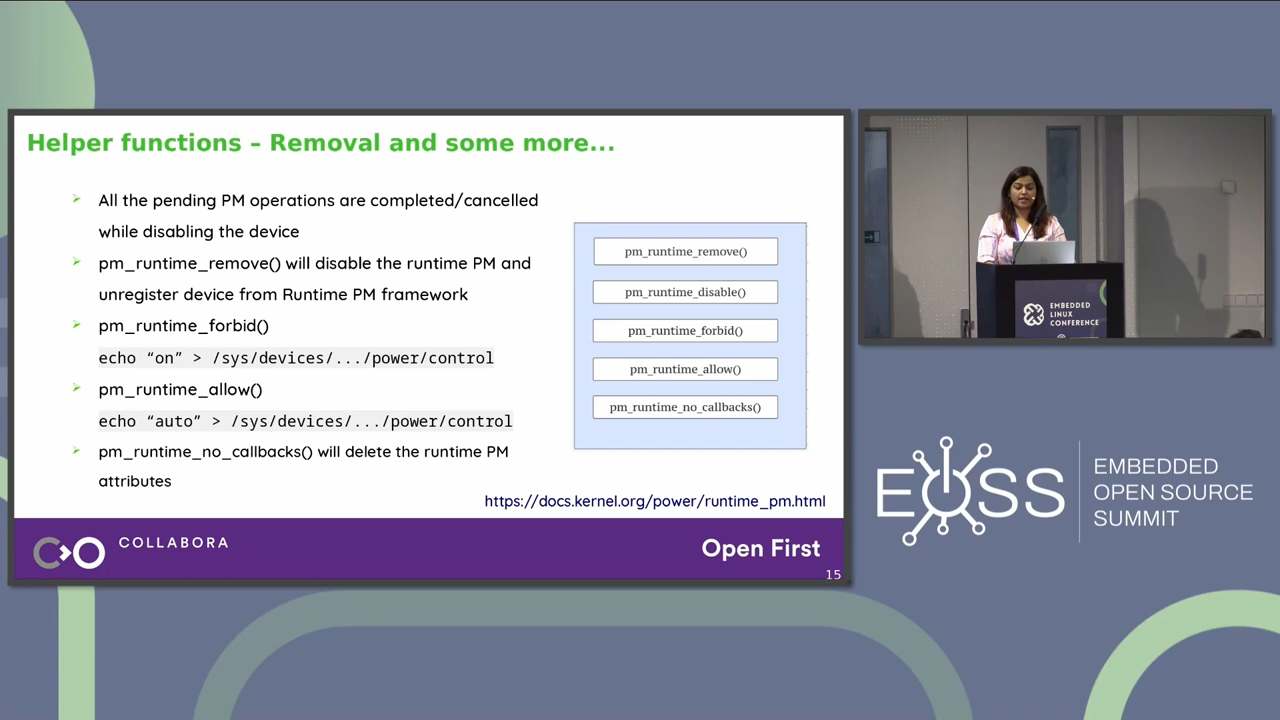 Helper functions – Removal and some more...
All the pending PM operations are completed/cancelled
while disabling the device
pm_runtime_remove() will disable the runtime PM and
unregister device from Runtime PM framework
pm_runtime_forbid()
echo “on” > /sys/devices/.../power/control
pm_runtime_allow()
echo “auto” > /sys/devices/.../power/control
pm_runtime_no_callbacks() will delete the runtime PM
attributes
pm_runtime_remove()
pm_runtime_disable()
pm_runtime_forbid()
pm_runtime_allow()
pm_runtime_no_callbacks()
https://docs.kernel.org/power/runtime_pm.html
COLLABORA
Open First
15
EMBEDDED
LINUX
CONFERENCE
EOSS
EMBEDDED
OPEN SOURCE
SUMMIT